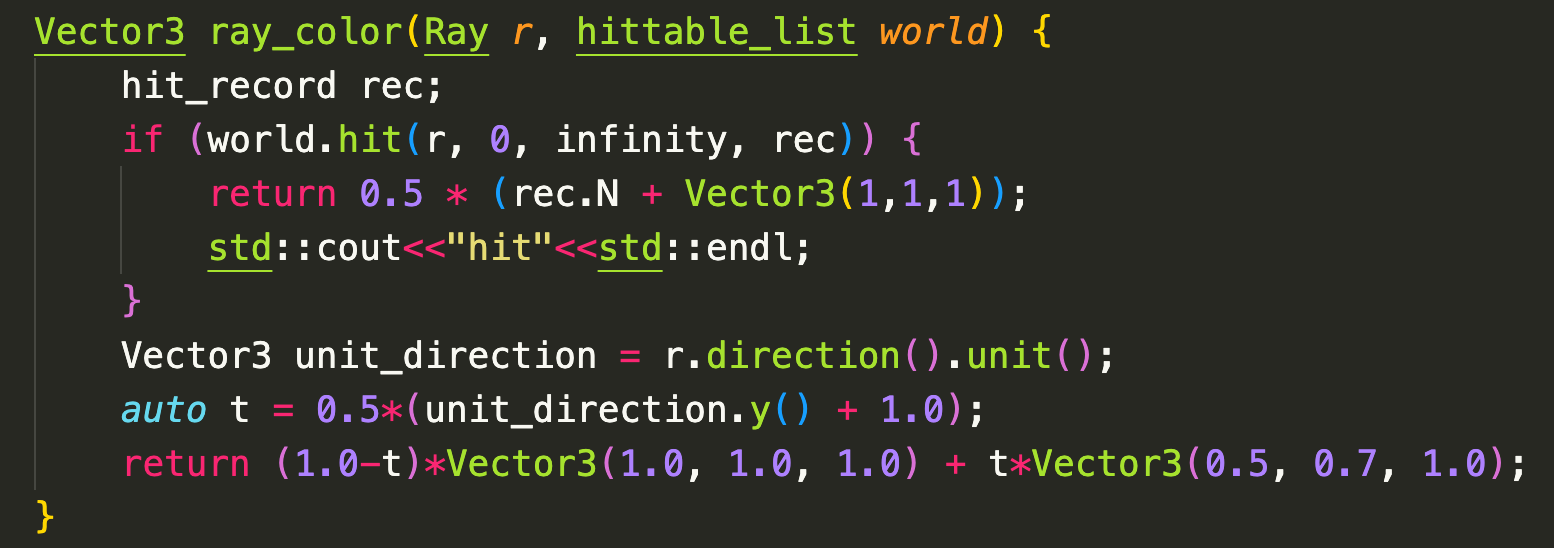 Vector3 ray_color(Ray r, hittable_list world) {
    hit_record rec;
    if (world.hit(r, 0, infinity, rec)) {
        return 0.5 * (rec.N + Vector3(1,1,1));
        std::cout<<"hit"<<std::endl;
    }
    Vector3 unit_direction = r.direction().unit();
    auto t = 0.5*(unit_direction.y() + 1.0);
    return (1.0-t)*Vector3(1.0, 1.0, 1.0) + t*Vector3(0.5, 0.7, 1.0);
}